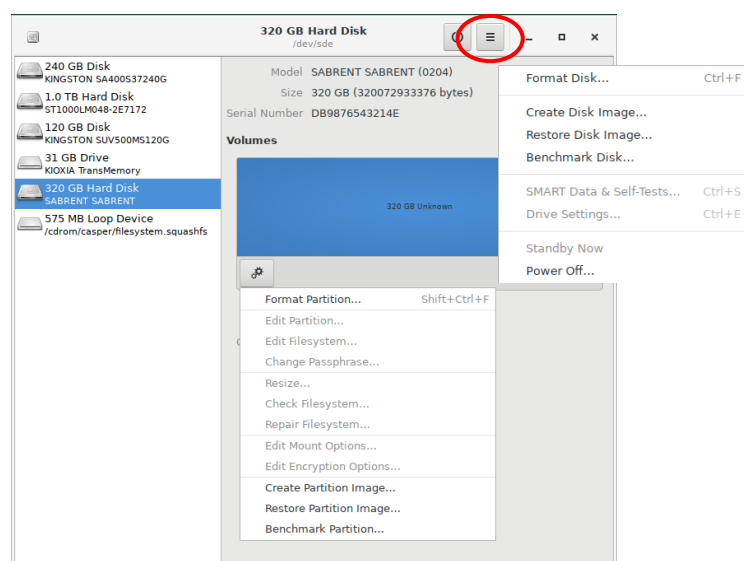 320 GB Hard Disk
/dev/sde
240 GB Disk
KINGSTON SA400S37240G
1.0 TB Hard Disk
ST1000LM048-2E7172
120 GB Disk
KINGSTON SUV500MS120G
31 GB Drive
KIOXIA TransMemory
320 GB Hard Disk
SABRENT SABRENT
575 MB Loop Device
/cdrom/casper/filesystem.squashfs
Model SABRENT SABRENT (0204)
Size 320 GB (320072933376 bytes)
Serial Number DB9876543214E
Volumes
320 GB Unknown
Format Partition... Shift+Ctrl+F
Edit Partition...
Edit Filesystem...
Change Passphrase...
Resize...
Check Filesystem...
Repair Filesystem...
Edit Mount Options...
Edit Encryption Options...
Create Partition Image...
Restore Partition Image...
Benchmark Partition...
Format Disk... Ctrl+F
Create Disk Image...
Restore Disk Image...
Benchmark Disk...
SMART Data & Self-Tests... Ctrl+S
Drive Settings... Ctrl+E
Standby Now
Power Off...